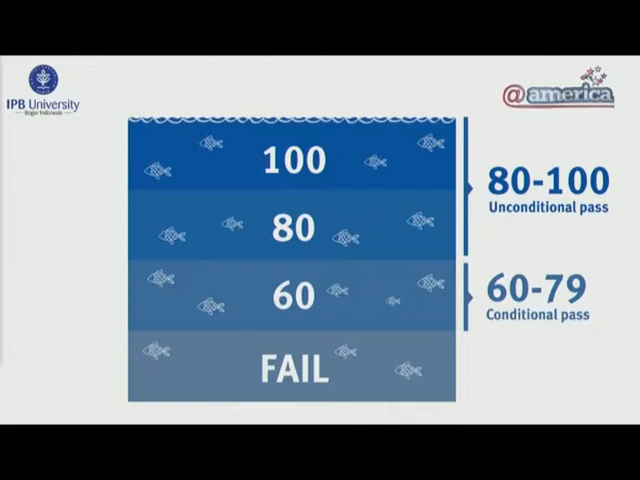 IPB University
Bogor Indonesia
@america
100
80
60
FAIL
80-100
Unconditional pass
60-79
Conditional pass